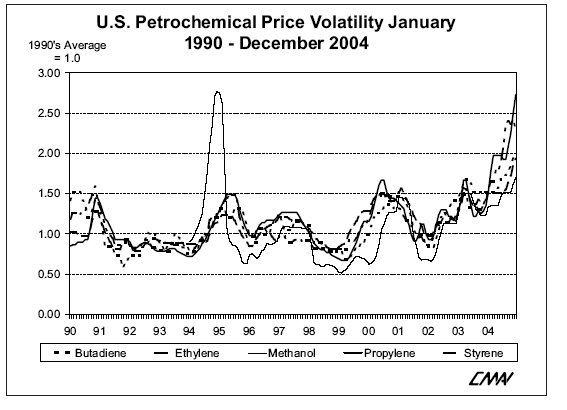 U.S. Petrochemical Price Volatility January
1990 - December 2004
1990's Average
= 1.0
3.00
2.50
2.00
1.50
1.00
0.50
0.00
90 91 92 93 94 95 96 97 98 99 00 01 02 03 04
Butadiene Ethylene Methanol Propylene Styrene
CMAI